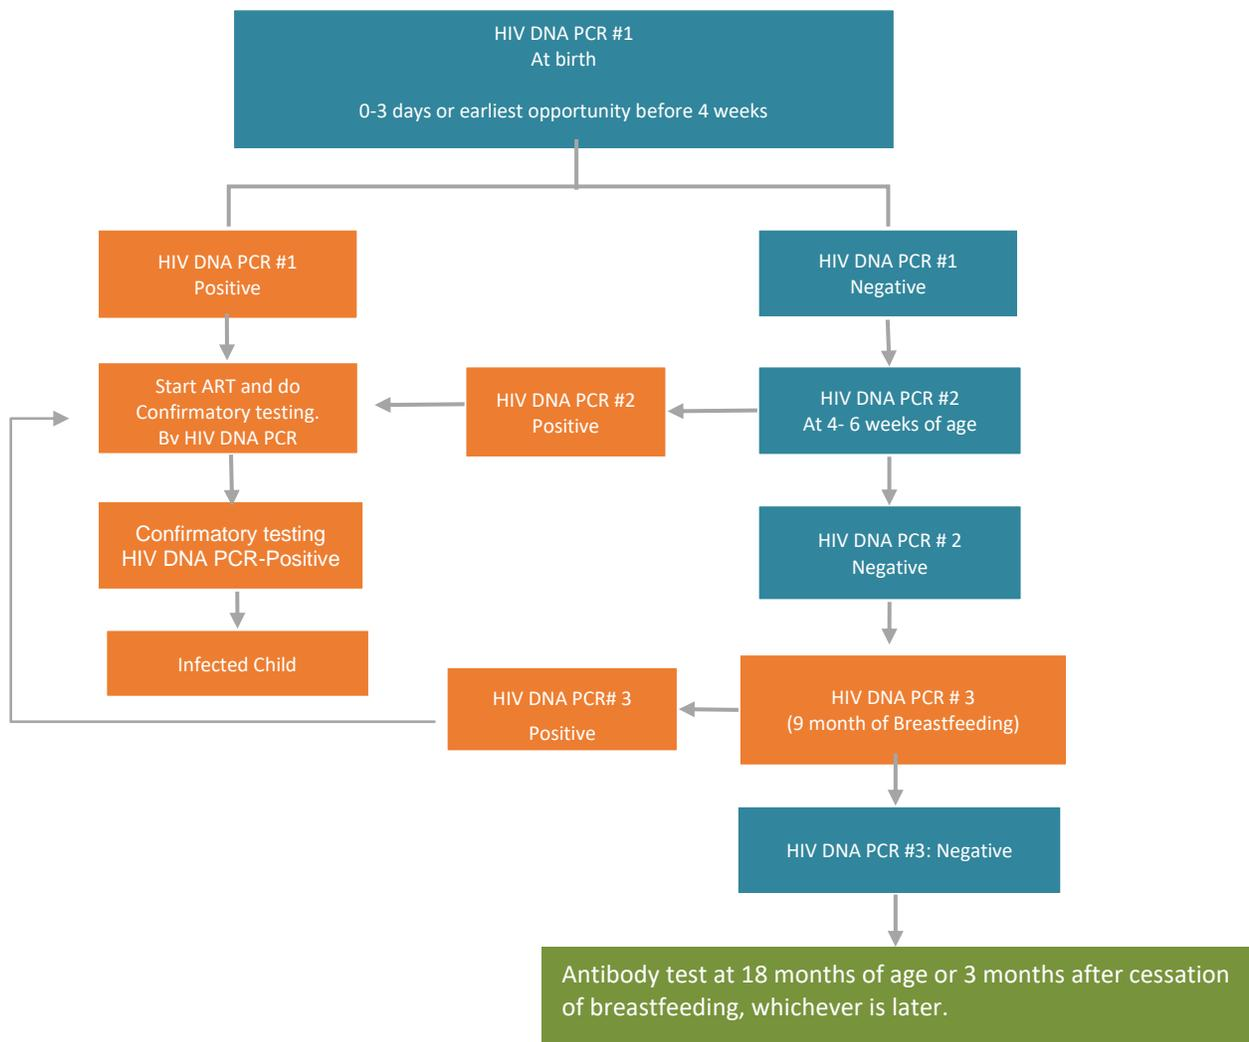 HIV DNA PCR #1
At birth
0-3 days or earliest opportunity before 4 weeks
HIV DNA PCR #1
Positive
HIV DNA PCR #1
Negative
Start ART and do
Confirmatory testing.
Bv HIV DNA PCR
HIV DNA PCR #2
Positive
HIV DNA PCR #2
At 4- 6 weeks of age
Confirmatory testing
HIV DNA PCR-Positive
HIV DNA PCR # 2
Negative
Infected Child
HIV DNA PCR# 3
Positive
HIV DNA PCR # 3
(9 month of Breastfeeding)
HIV DNA PCR #3: Negative
Antibody test at 18 months of age or 3 months after cessation
of breastfeeding, whichever is later.